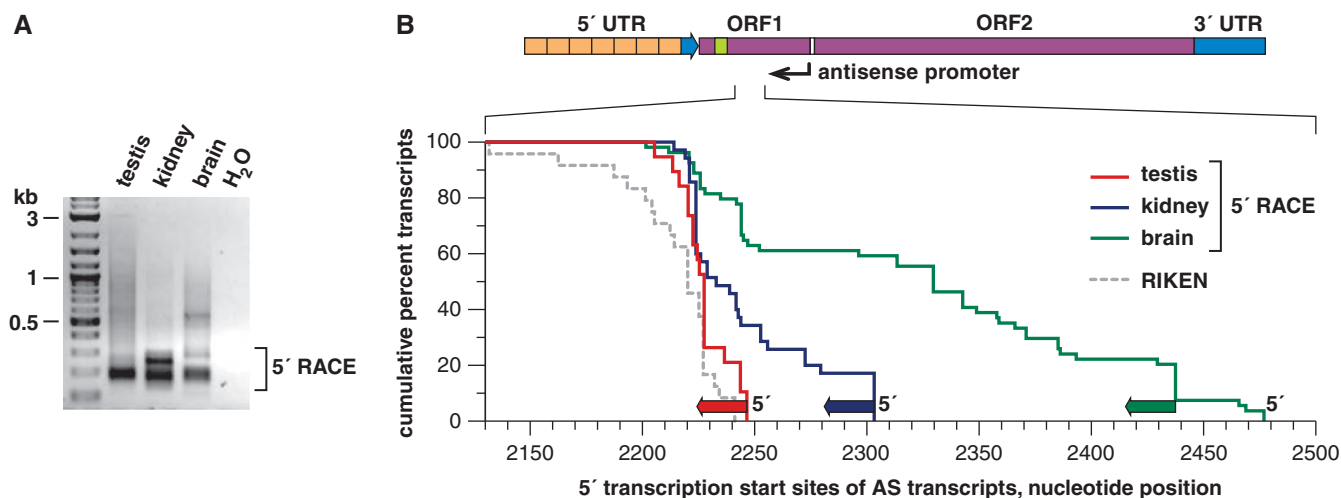 A
kb
testis
kidney
brain
H2O
3
1
0.5
5´ RACE
B
5´ UTR
ORF1
ORF2
3´ UTR
antisense promoter
cumulative percent transcripts
100
80
60
40
20
0
testis
kidney
brain
5´ RACE
RIKEN
5´
5´
5´
2150
2200
2250
2300
2350
2400
2450
2500
5´ transcription start sites of AS transcripts, nucleotide position